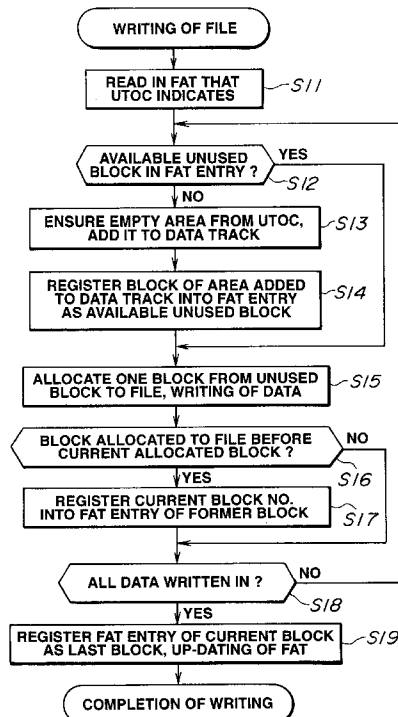 WRITING OF FILE
READ IN FAT THAT
UTOC INDICATES
S11
AVAILABLE UNUSED
BLOCK IN FAT ENTRY ?
YES
S12
NO
ENSURE EMPTY AREA FROM UTOC,
ADD IT TO DATA TRACK
S13
REGISTER BLOCK OF AREA ADDED
TO DATA TRACK INTO FAT ENTRY
AS AVAILABLE UNUSED BLOCK
S14
ALLOCATE ONE BLOCK FROM UNUSED
BLOCK TO FILE, WRITING OF DATA
S15
BLOCK ALLOCATED TO FILE BEFORE
CURRENT ALLOCATED BLOCK ?
NO
S16
YES
REGISTER CURRENT BLOCK NO.
INTO FAT ENTRY OF FORMER BLOCK
S17
ALL DATA WRITTEN IN ?
NO
S18
YES
REGISTER FAT ENTRY OF CURRENT BLOCK
AS LAST BLOCK, UP-DATING OF FAT
S19
COMPLETION OF WRITING